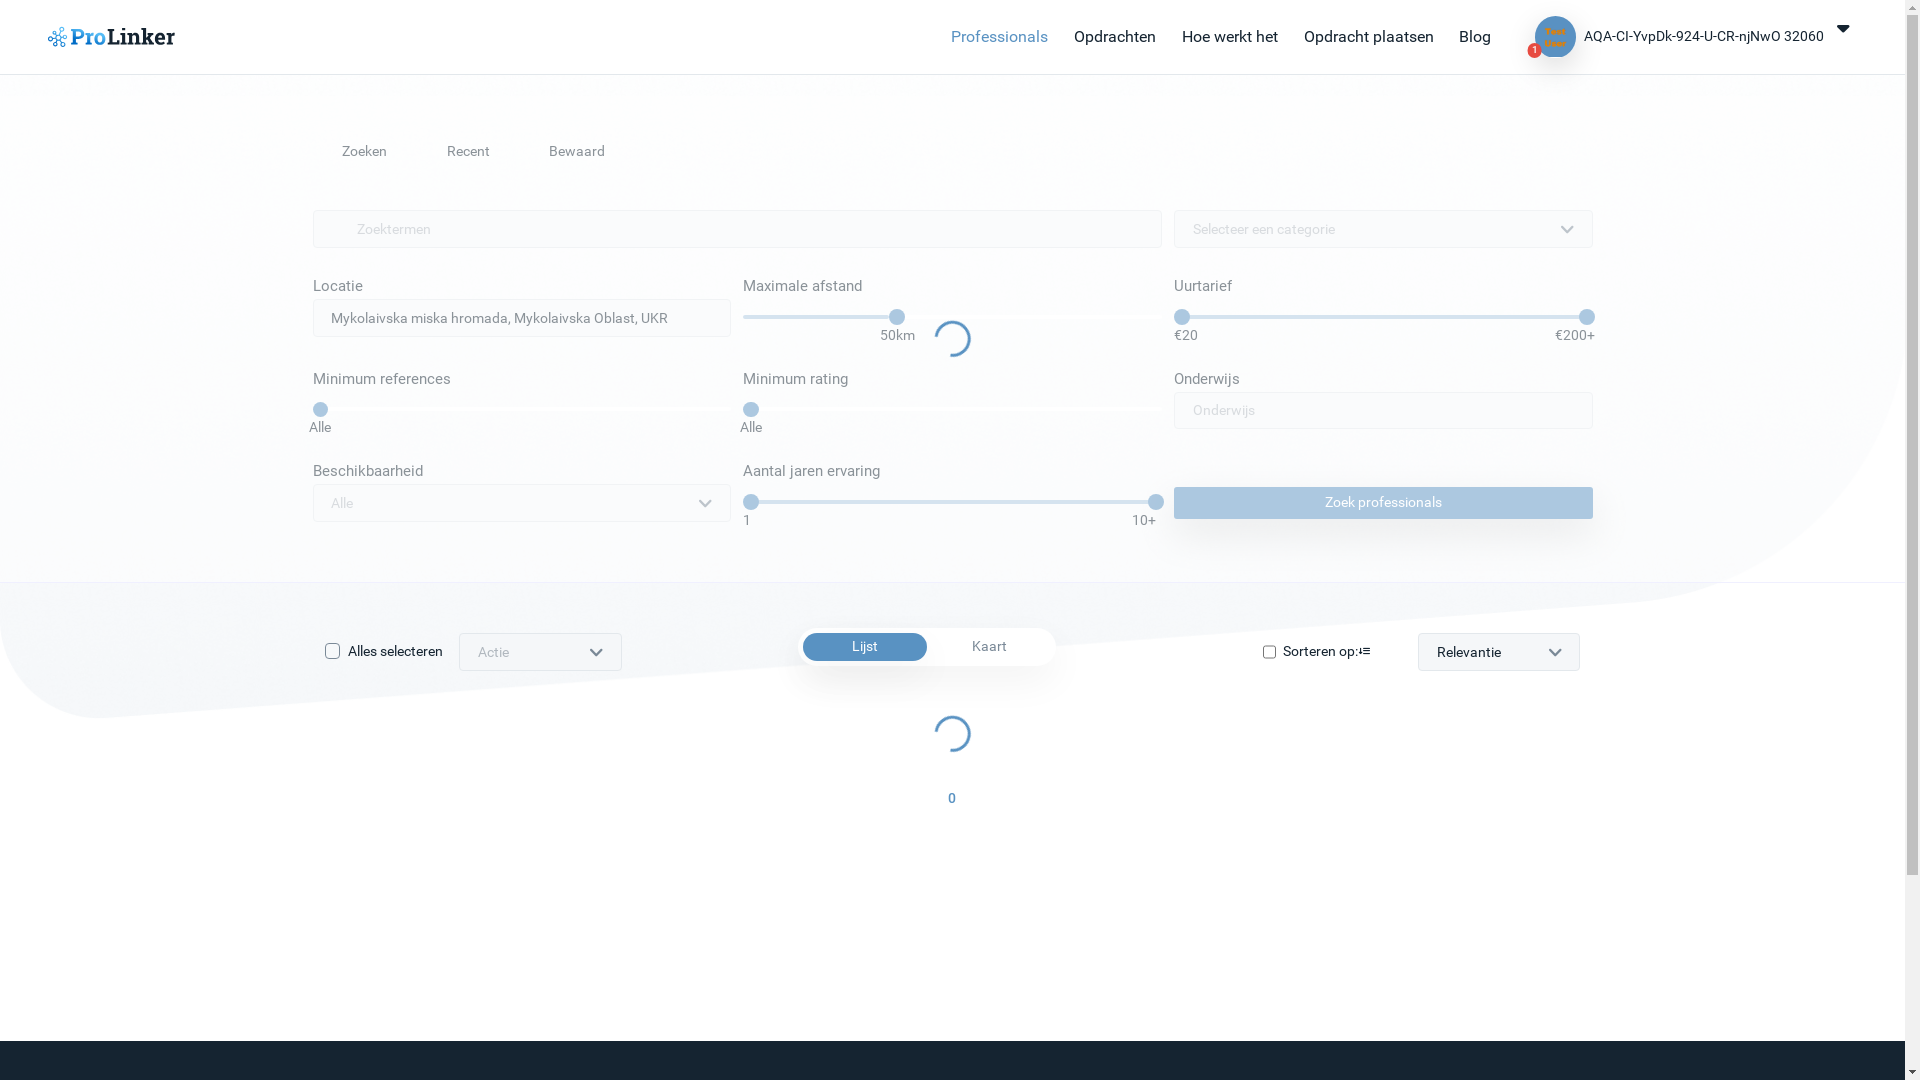 ProLinker
Professionals
Opdrachten
Hoe werkt het
Opdracht plaatsen
Blog
Test
User
1
AQA-CI-YvpDk-924-U-CR-njNwO 32060
Zoeken
Recent
Bewaard
Zoektermen
Selecteer een categorie
Locatie
Maximale afstand
Uurtarief
Mykolaivska miska hromada, Mykolaivska Oblast, UKR
50km
€20
€200+
Minimum references
Minimum rating
Onderwijs
Alle
Alle
Onderwijs
Beschikbaarheid
Aantal jaren ervaring
Alle
1
10+
Zoek professionals
Alles selecteren
Actie
Lijst
Kaart
Sorteren op:
Relevantie
0